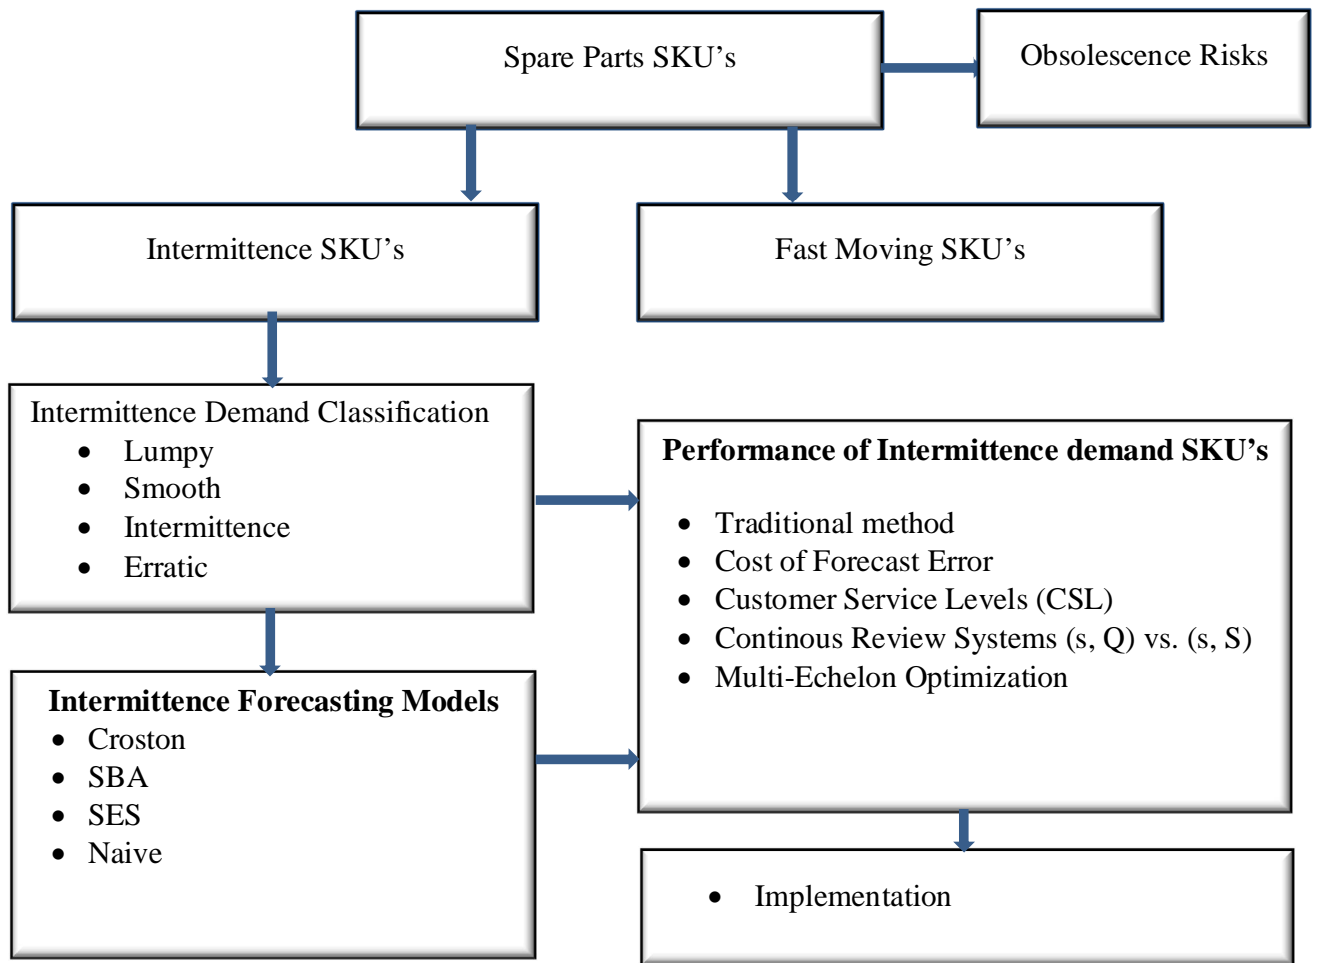 Spare Parts SKU’s
Obsolescence Risks
Intermittence SKU’s
Fast Moving SKU’s
Intermittence Demand Classification
• Lumpy
• Smooth
• Intermittence
• Erratic
Performance of Intermittence demand SKU’s
• Traditional method
• Cost of Forecast Error
• Customer Service Levels (CSL)
• Continous Review Systems (s, Q) vs. (s, S)
• Multi-Echelon Optimization
Intermittence Forecasting Models
• Croston
• SBA
• SES
• Naive
• Implementation